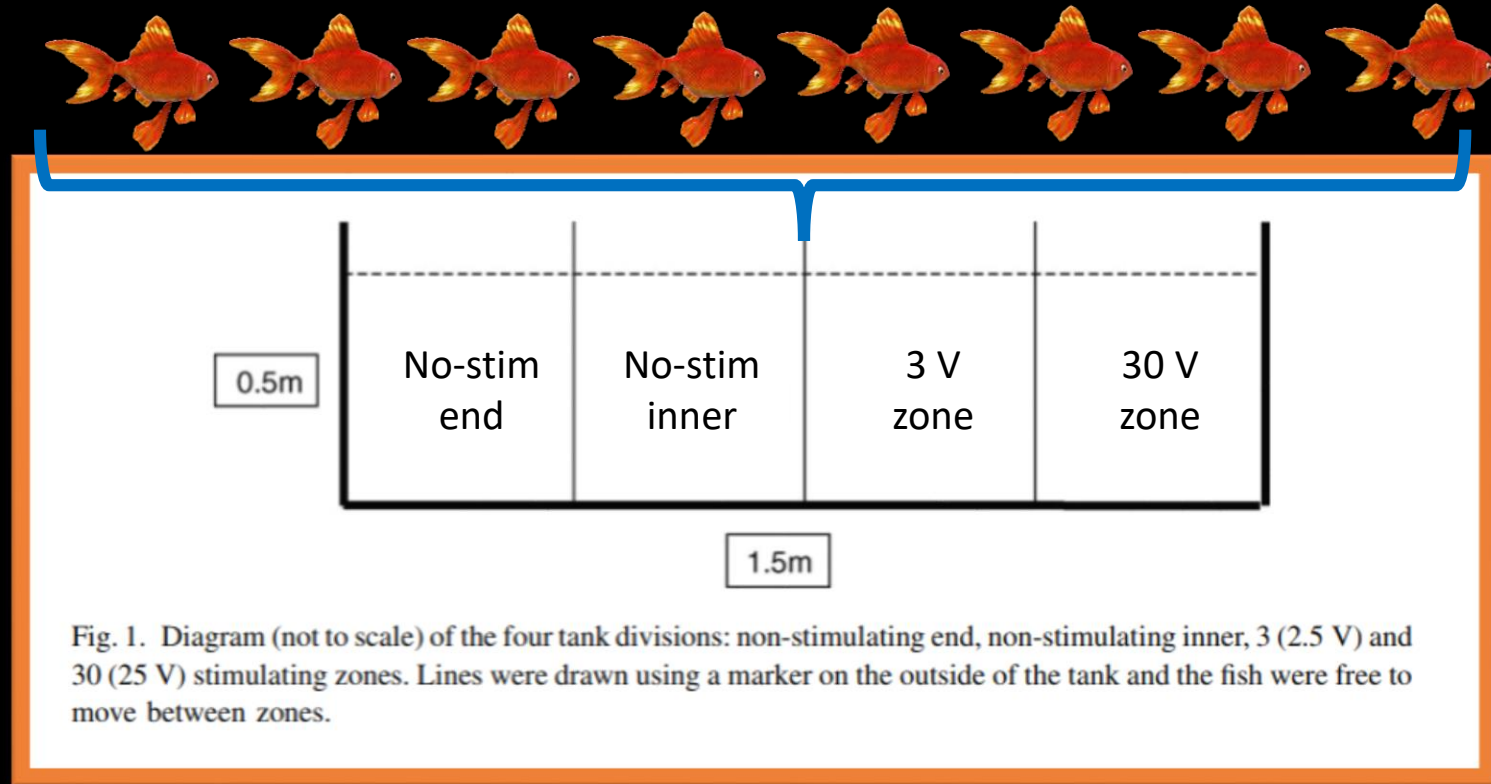 No-stim
end
No-stim
inner
3 V
zone
30 V
zone
0.5m
1.5m
Fig. 1. Diagram (not to scale) of the four tank divisions: non-stimulating end, non-stimulating inner, 3 (2.5 V) and
30 (25 V) stimulating zones. Lines were drawn using a marker on the outside of the tank and the fish were free to
move between zones.